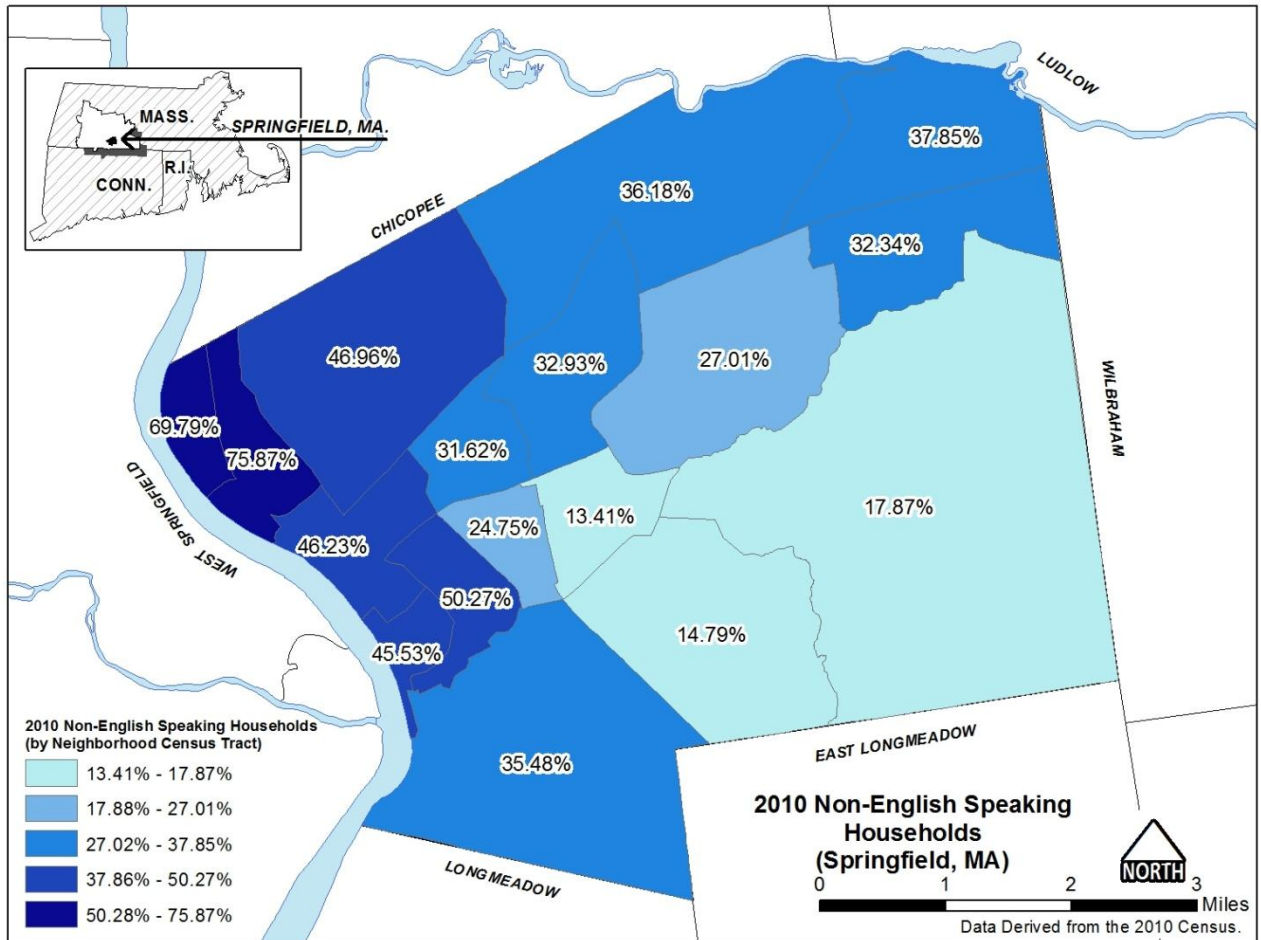 LUDLOW
MASS.
SPRINGFIELD, MA.
R.I.
CONN.
CHICOPEE
37.85%
36.18%
32.34%
46.96%
32.93%
27.01%
WILBRAHAM
69.79%
75.87%
31.62%
WEST SPRINGFIELD
17.87%
13.41%
24.75%
46.23%
50.27%
14.79%
45.53%
35.48%
EAST LONGMEADOW
LONGMEADOW
2010 Non-English Speaking Households
(by Neighborhood Census Tract)
13.41% - 17.87%
17.88% - 27.01%
27.02% - 37.85%
37.86% - 50.27%
50.28% - 75.87%
2010 Non-English Speaking
Households
(Springfield, MA)
NORTH
0 1 2 3
Miles
Data Derived from the 2010 Census.